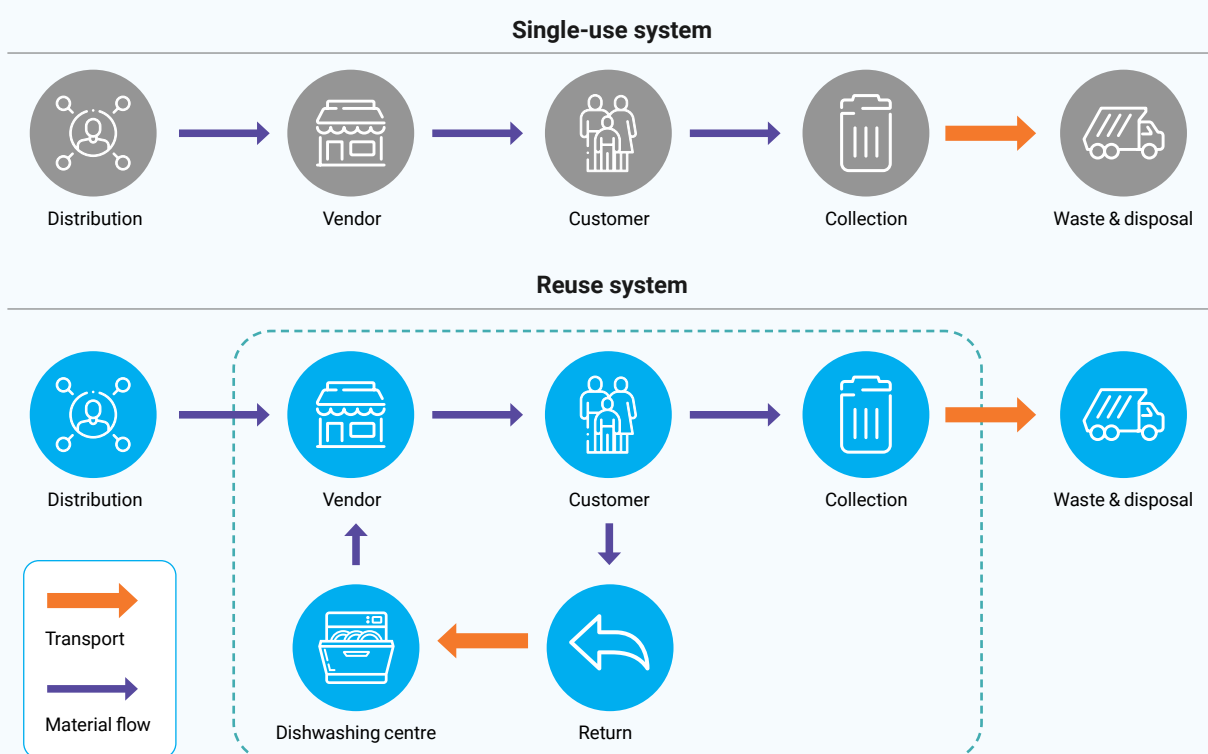 Single-use system
Distribution
Vendor
Customer
Collection
Waste & disposal
Reuse system
Distribution
Vendor
Customer
Collection
Waste & disposal
Transport
Material flow
Dishwashing centre
Return